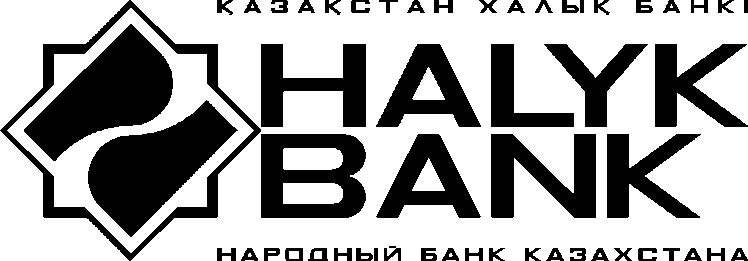 ҚАЗАҚСТАН ХАЛЫҚ БАНКІ
HALYK
BANK
НАРОДНЫЙ БАНК КАЗАХСТАНА